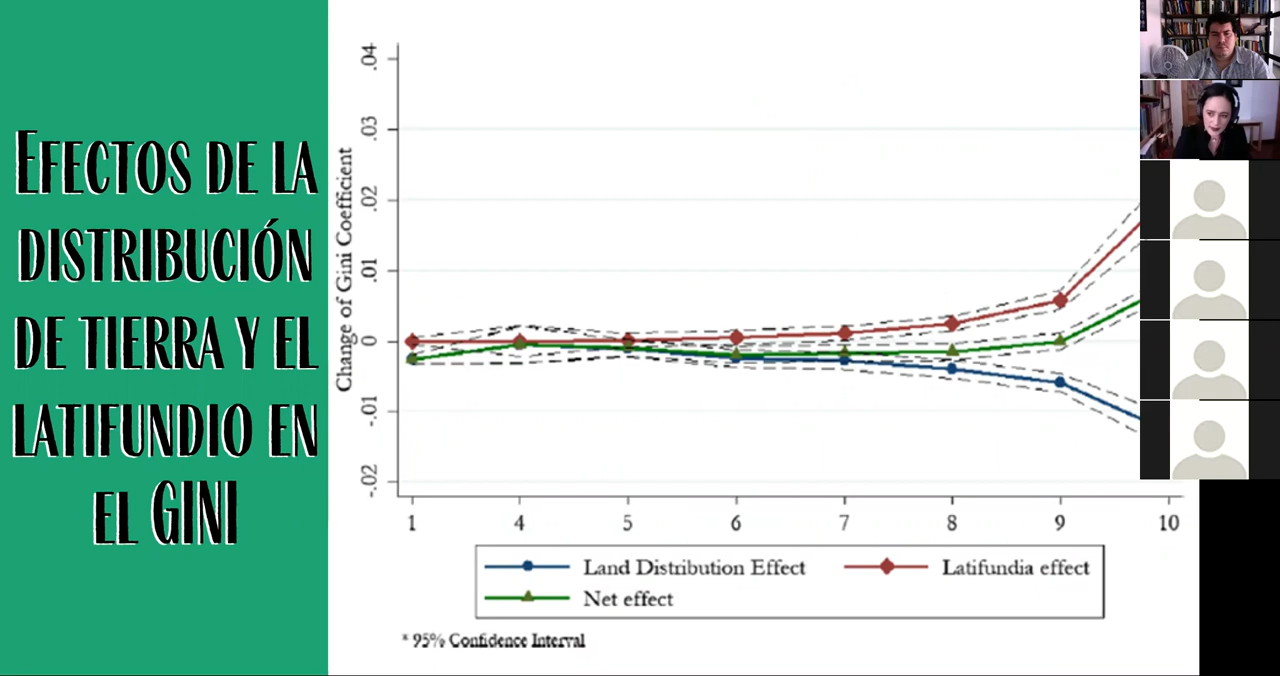 EFECTOS DE LA
DISTRIBUCIÓN
DE TIERRA Y EL
LATIFUNDIO EN
EL GINI
Change of Gini Coefficient
.04
.03
.02
.01
0
-.01
-.02
1 4 5 6 7 8 9 10
Land Distribution Effect Latifundia effect
Net effect
* 95% Confidence Interval